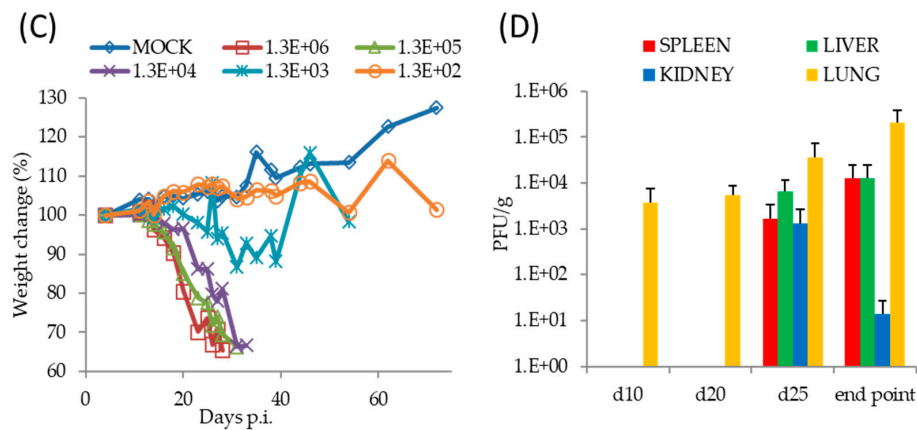 (C)
MOCK 1.3E+06 1.3E+05
1.3E+04 1.3E+03 1.3E+02
130
120
110
100
90
80
70
60
Weight change (%)
0 20 40 60
Days p.i.
(D)
SPLEEN LIVER
KIDNEY LUNG
1.E+06
1.E+05
1.E+04
1.E+03
1.E+02
1.E+01
1.E+00
PFU/g
d10 d20 d25 end point